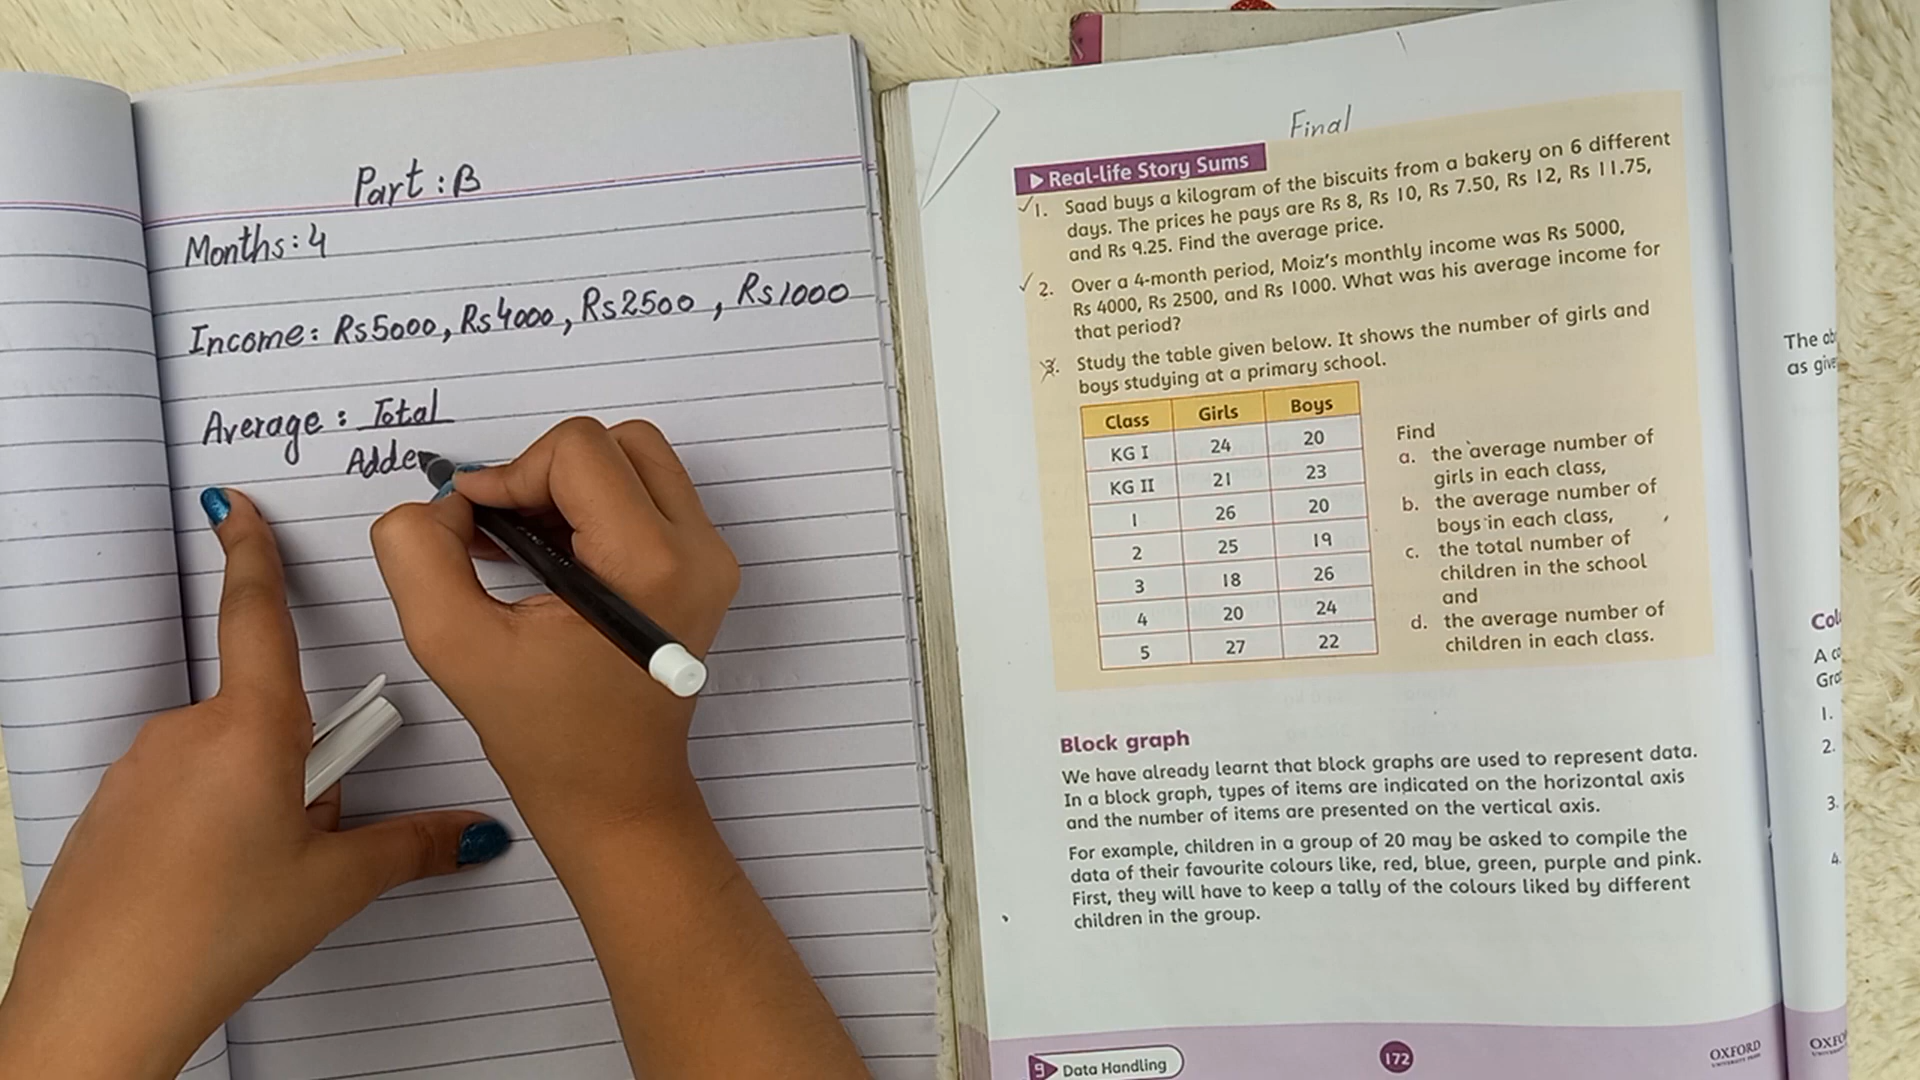 Part : B
Months : 4
Income : Rs5000, Rs4000, Rs2500 , Rs1000
Average : Total
Adde
Final
Real-life Story Sums
1. Saad buys a kilogram of the biscuits from a bakery on 6 different
days. The prices he pays are Rs 8, Rs 10, Rs 7.50, Rs 12, Rs 11.75,
and Rs 9.25. Find the average price.
2. Over a 4-month period, Moiz's monthly income was Rs 5000,
Rs 4000, Rs 2500, and Rs 1000. What was his average income for
that period?
3. Study the table given below. It shows the number of girls and
boys studying at a primary school.
Class Girls Boys
KG I 24 20
KG II 21 23
1 26 20
2 25 19
3 18 26
4 20 24
5 27 22
Find
a. the average number of
girls in each class,
b. the average number of
boys in each class,
c. the total number of
children in the school
and
d. the average number of
children in each class.
Block graph
We have already learnt that block graphs are used to represent data.
In a block graph, types of items are indicated on the horizontal axis
and the number of items are presented on the vertical axis.
For example, children in a group of 20 may be asked to compile the
data of their favourite colours like, red, blue, green, purple and pink.
First, they will have to keep a tally of the colours liked by different
children in the group.
9 Data Handling
172
OXFORD
UNIVERSITY PRESS
The
as
A
1.
2.
3.
4.